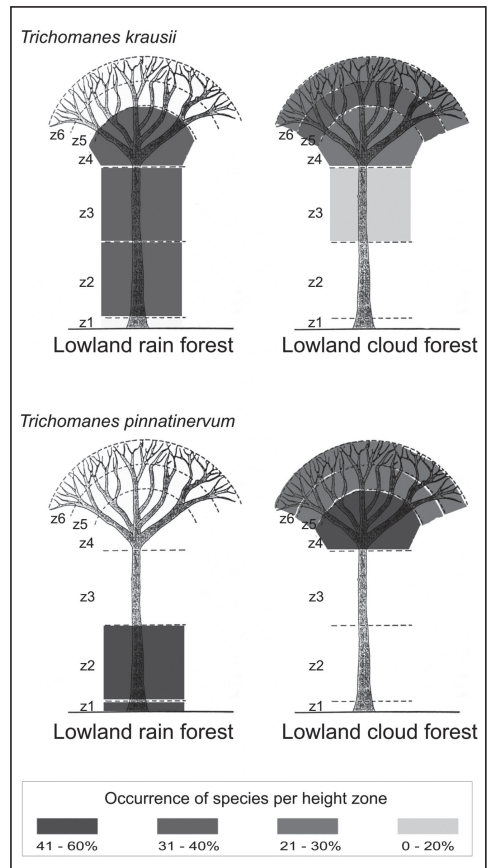 Trichomanes krausii
z6
z5
z4
z3
z2
z1
Lowland rain forest
z6
z5
z4
z3
z2
z1
Lowland cloud forest
Trichomanes pinnatinervum
z6
z5
z4
z3
z2
z1
Lowland rain forest
z6
z5
z4
z3
z2
z1
Lowland cloud forest
Occurrence of species per height zone
41 - 60% 31 - 40% 21 - 30% 0 - 20%